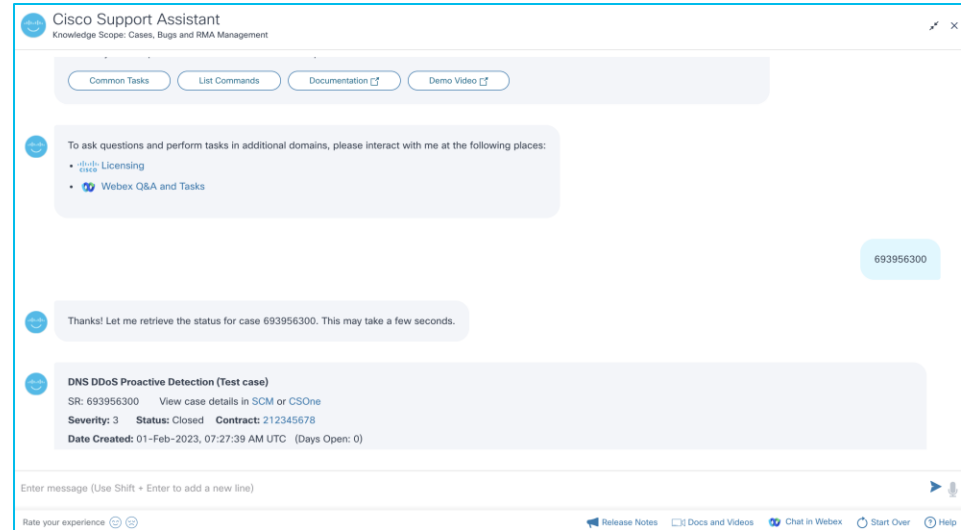 Cisco Support Assistant
Knowledge Scope: Cases, Bugs and RMA Management
Common Tasks
List Commands
Documentation
Demo Video
To ask questions and perform tasks in additional domains, please interact with me at the following places:
• CISCO Licensing
• Webex Q&A and Tasks
693956300
Thanks! Let me retrieve the status for case 693956300. This may take a few seconds.
DNS DDoS Proactive Detection (Test case)
SR: 693956300 View case details in SCM or CSOne
Severity: 3 Status: Closed Contract: 212345678
Date Created: 01-Feb-2023, 07:27:39 AM UTC (Days Open: 0)
Enter message (Use Shift + Enter to add a new line)
Rate your experience
Release Notes
Docs and Videos
Chat in Webex
Start Over
Help